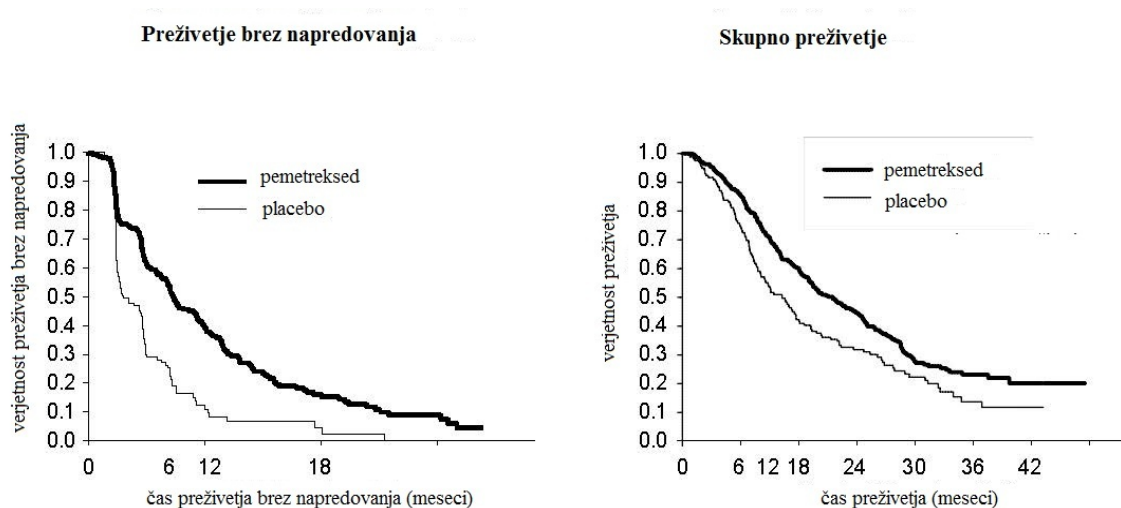 Preživetje brez napredovanja
verjetnost preživetja brez napredovanja
1.0
0.9
0.8
0.7
0.6
0.5
0.4
0.3
0.2
0.1
0.0
pemetreksed
placebo
0 6 12 18
čas preživetja brez napredovanja (meseci)
Skupno preživetje
verjetnost preživetja
1.0
0.9
0.8
0.7
0.6
0.5
0.4
0.3
0.2
0.1
0.0
pemetreksed
placebo
0 6 12 18 24 30 36 42
čas preživetja (meseci)